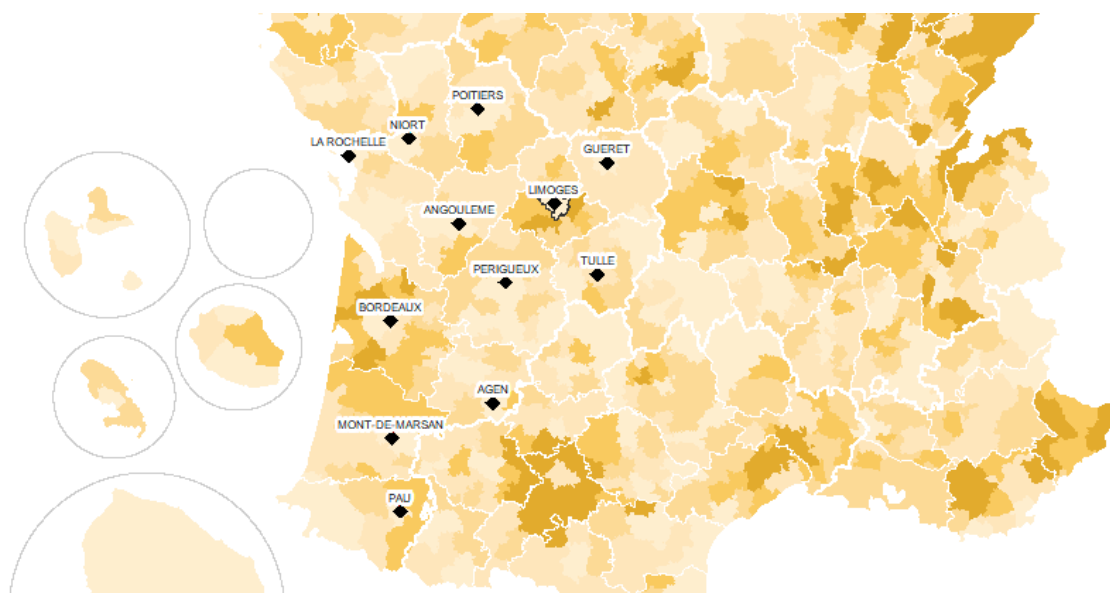 POITIERS
NIORT
LA ROCHELLE
GUERET
LIMOGES
ANGOULEME
PERIGUEUX
TULLE
BORDEAUX
AGEN
MONT-DE-MARSAN
PAU